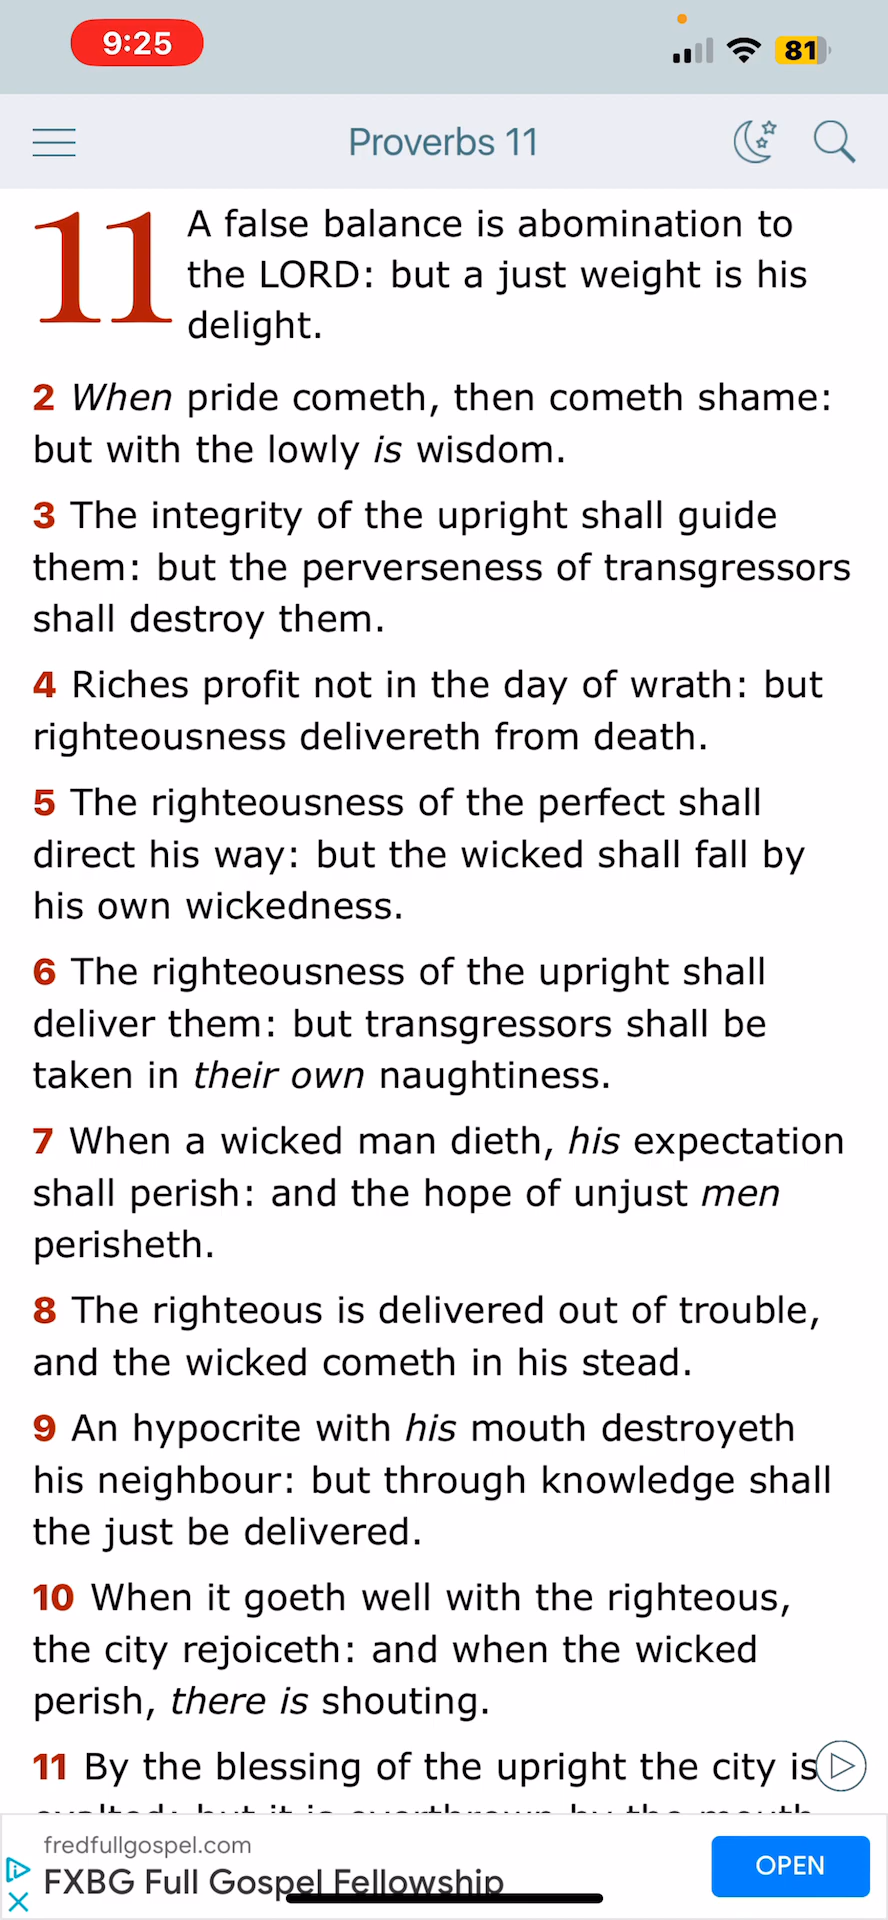 9:25
81
Proverbs 11
11 A false balance is abomination to
the LORD: but a just weight is his
delight.
2 When pride cometh, then cometh shame:
but with the lowly is wisdom.
3 The integrity of the upright shall guide
them: but the perverseness of transgressors
shall destroy them.
4 Riches profit not in the day of wrath: but
righteousness delivereth from death.
5 The righteousness of the perfect shall
direct his way: but the wicked shall fall by
his own wickedness.
6 The righteousness of the upright shall
deliver them: but transgressors shall be
taken in their own naughtiness.
7 When a wicked man dieth, his expectation
shall perish: and the hope of unjust men
perisheth.
8 The righteous is delivered out of trouble,
and the wicked cometh in his stead.
9 An hypocrite with his mouth destroyeth
his neighbour: but through knowledge shall
the just be delivered.
10 When it goeth well with the righteous,
the city rejoiceth: and when the wicked
perish, there is shouting.
11 By the blessing of the upright the city is
exalted: but it is overthrown by the mouth
fredfullgospel.com
FXBG Full Gospel Fellowship
OPEN